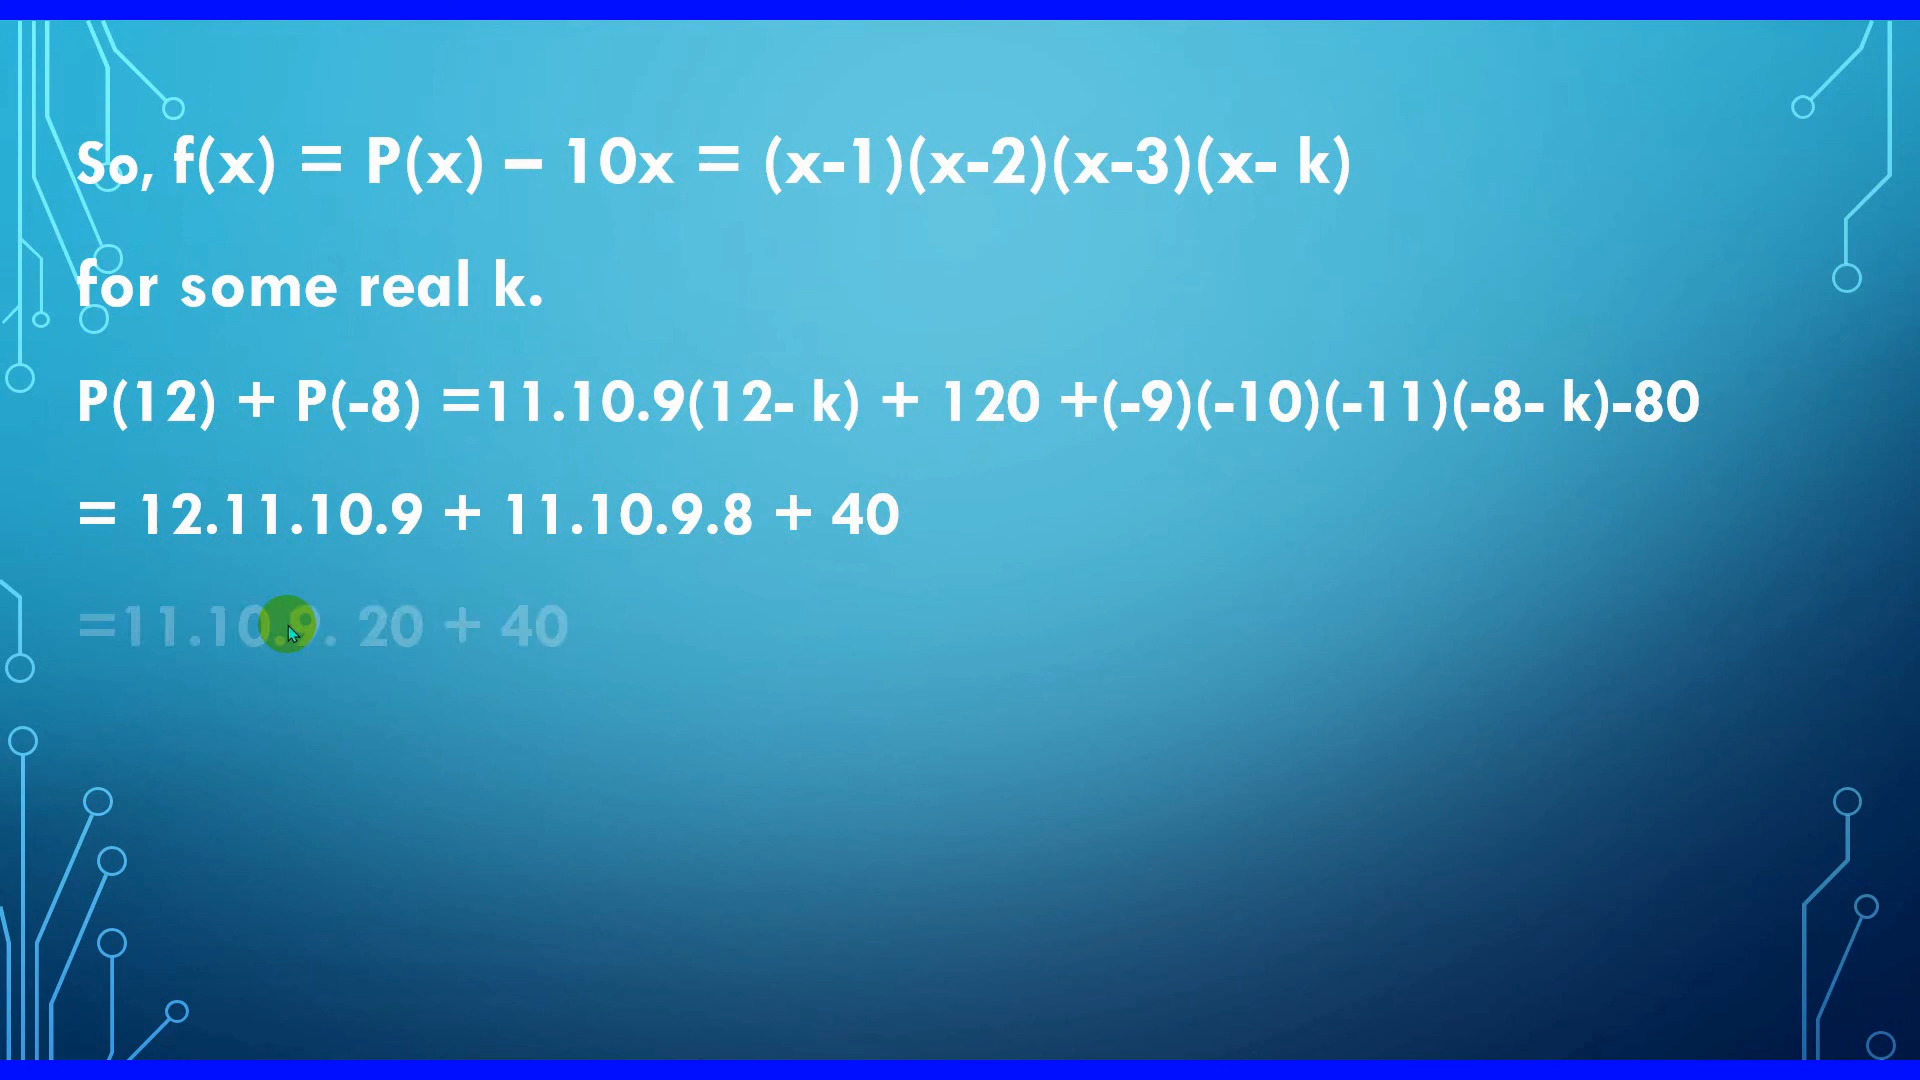 So, f(x) = P(x) – 10x = (x-1)(x-2)(x-3)(x- k)
for some real k.
P(12) + P(-8) =11.10.9(12- k) + 120 +(-9)(-10)(-11)(-8- k)-80
= 12.11.10.9 + 11.10.9.8 + 40
=11.10.9. 20 + 40